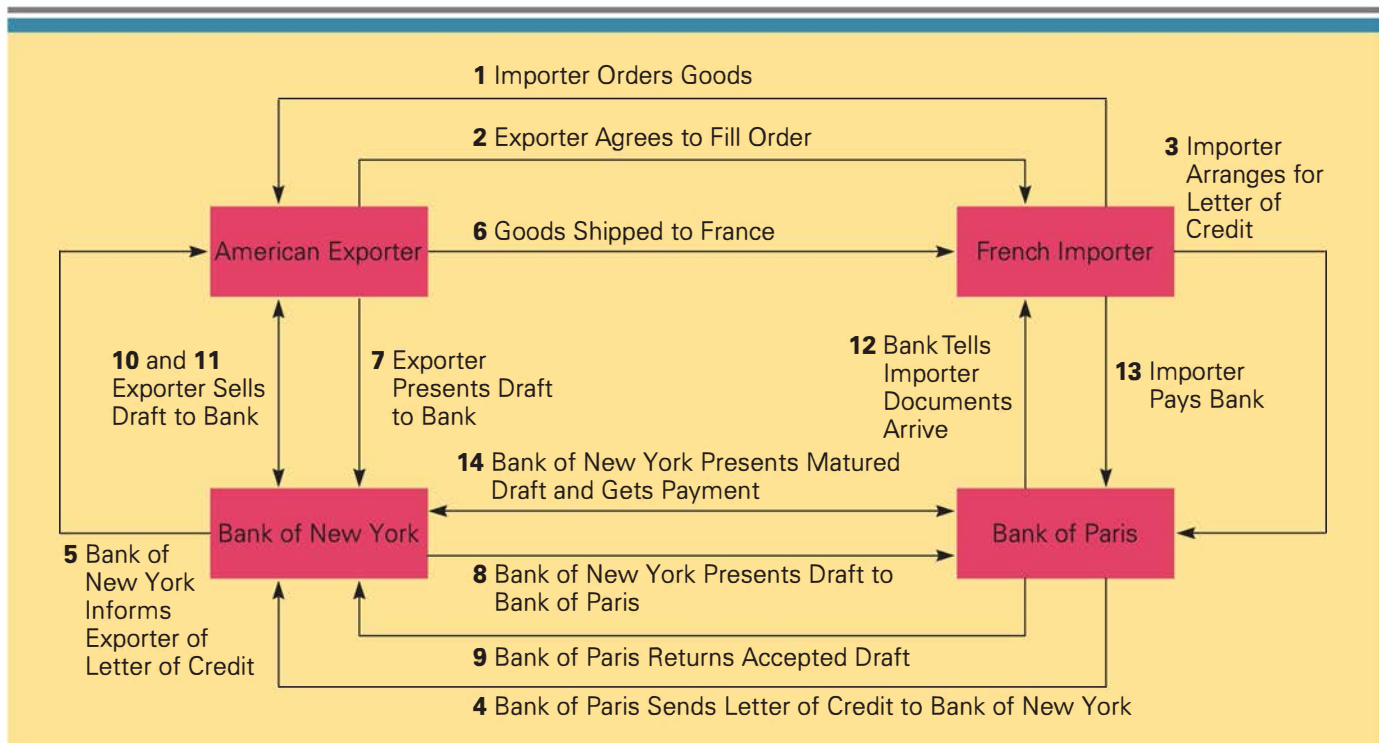 1 Importer Orders Goods
2 Exporter Agrees to Fill Order
3 Importer
Arranges for
Letter of
Credit
American Exporter
6 Goods Shipped to France
French Importer
10 and 11
Exporter Sells
Draft to Bank
7 Exporter
Presents Draft
to Bank
12 Bank Tells
Importer
Documents
Arrive
13 Importer
Pays Bank
14 Bank of New York Presents Matured
Draft and Gets Payment
Bank of New York
Bank of Paris
5 Bank of
New York
Informs
Exporter of
Letter of Credit
8 Bank of New York Presents Draft to
Bank of Paris
9 Bank of Paris Returns Accepted Draft
4 Bank of Paris Sends Letter of Credit to Bank of New York